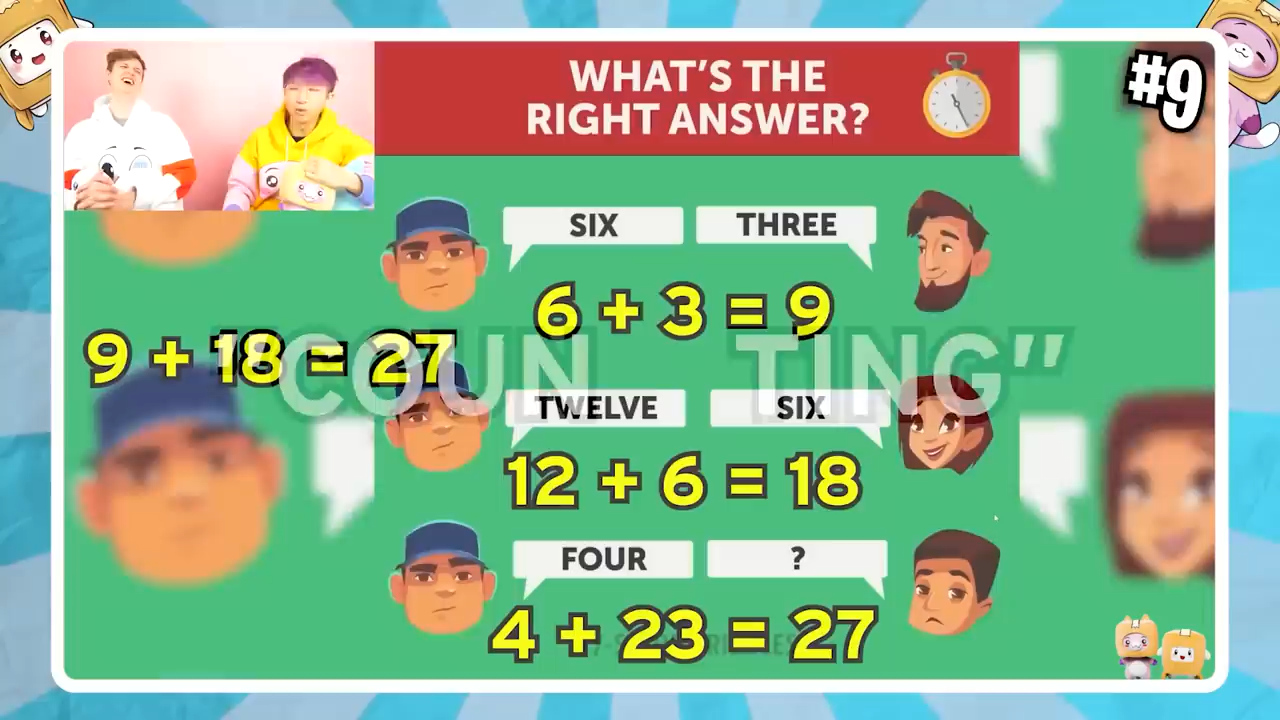 WHAT'S THE
RIGHT ANSWER?
#9
SIX
THREE
6 + 3 = 9
9 + 18 = 27
"COUN TING"
TWELVE
SIX
12 + 6 = 18
FOUR
?
4 + 23 = 27